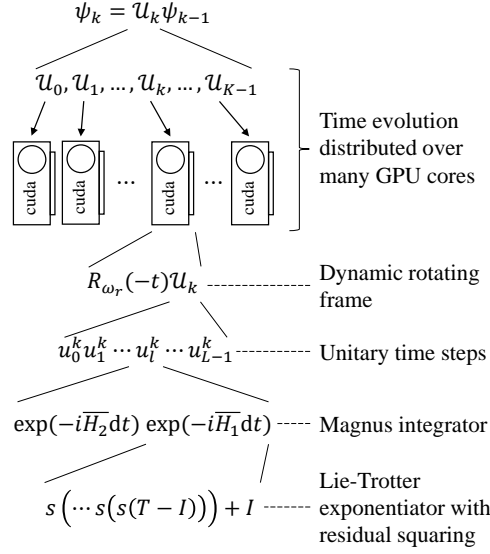 ψ_k = 𝒰_k ψ_{k−1}
𝒰_0, 𝒰_1, …, 𝒰_k, …, 𝒰_{K−1}
cuda cuda … cuda … cuda
Time evolution
distributed over
many GPU cores
R_{ω_r}(−t)𝒰_k
Dynamic rotating
frame
u_0^k u_1^k ⋯ u_l^k ⋯ u_{L−1}^k
Unitary time steps
exp(−i\overline{H_2}dt) exp(−i\overline{H_1}dt)
Magnus integrator
s(⋯ s(s(T − I))) + I
Lie-Trotter
exponentiator with
residual squaring